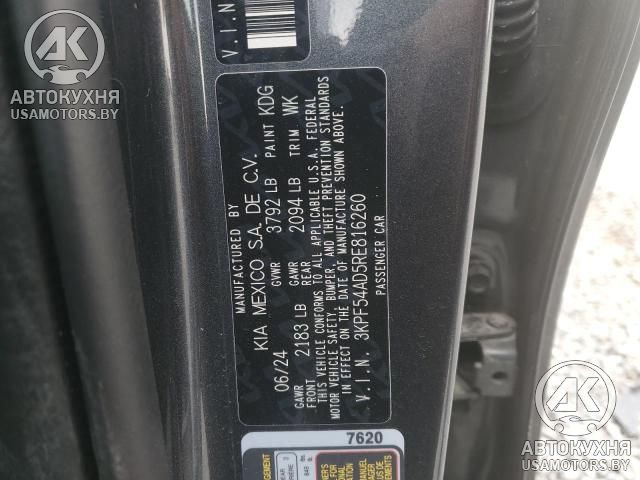 АВТОКУХНЯ
USAMOTORS.BY
V.I.N
MANUFACTURED BY
KIA MEXICO S.A. DE C.V.
06/24 GVWR 3792 LB PAINT KDG
GAWR FRONT 2183 LB GAWR REAR 2094 LB TRIM WK
THIS VEHICLE CONFORMS TO ALL APPLICABLE U.S.A. FEDERAL
MOTOR VEHICLE SAFETY, BUMPER, AND THEFT PREVENTION STANDARDS
IN EFFECT ON THE DATE OF MANUFACTURE SHOWN ABOVE.
V.I.N. 3KPF54AD5RE816260
PASSENGER CAR
7620
АВТОКУХНЯ
USAMOTORS.BY